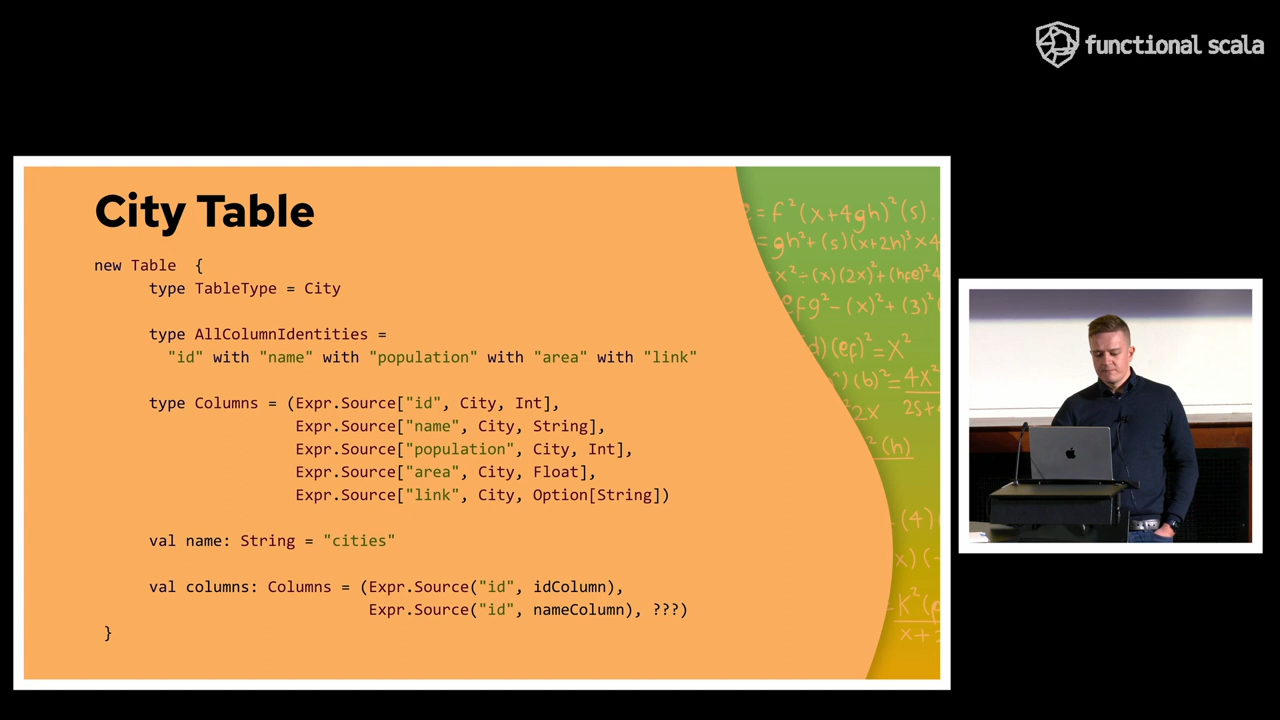 functional scala
City Table
new Table  {
type TableType = City
type AllColumnIdentities =
"id" with "name" with "population" with "area" with "link"
type Columns = (Expr.Source["id", City, Int],
Expr.Source["name", City, String],
Expr.Source["population", City, Int],
Expr.Source["area", City, Float],
Expr.Source["link", City, Option[String])
val name: String = "cities"
val columns: Columns = (Expr.Source("id", idColumn),
Expr.Source("id", nameColumn), ???)
}